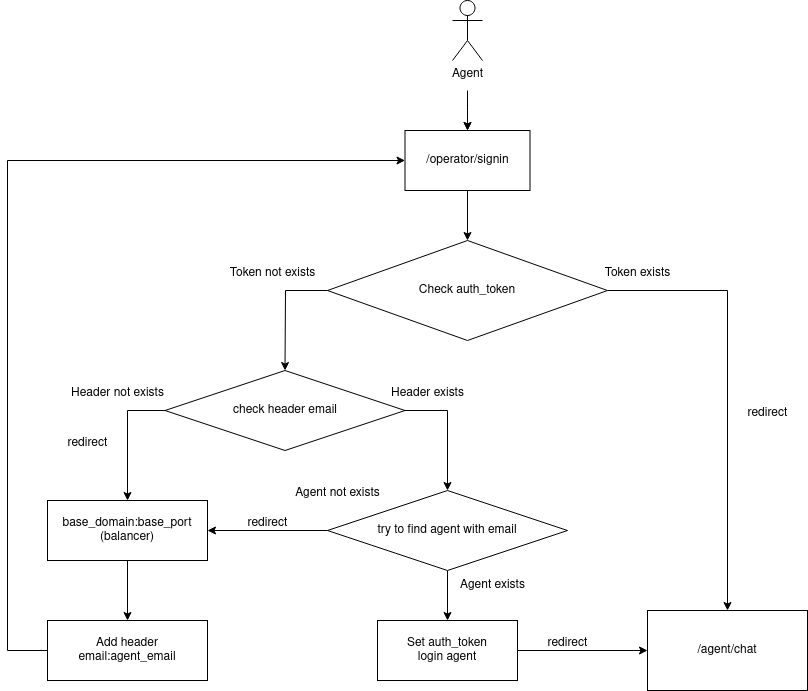 Agent
/operator/signin
Token not exists
Token exists
Check auth_token
Header not exists
Header exists
check header email
redirect
redirect
Agent not exists
base_domain:base_port
(balancer)
redirect
try to find agent with email
Agent exists
Add header
email:agent_email
Set auth_token
login agent
redirect
/agent/chat